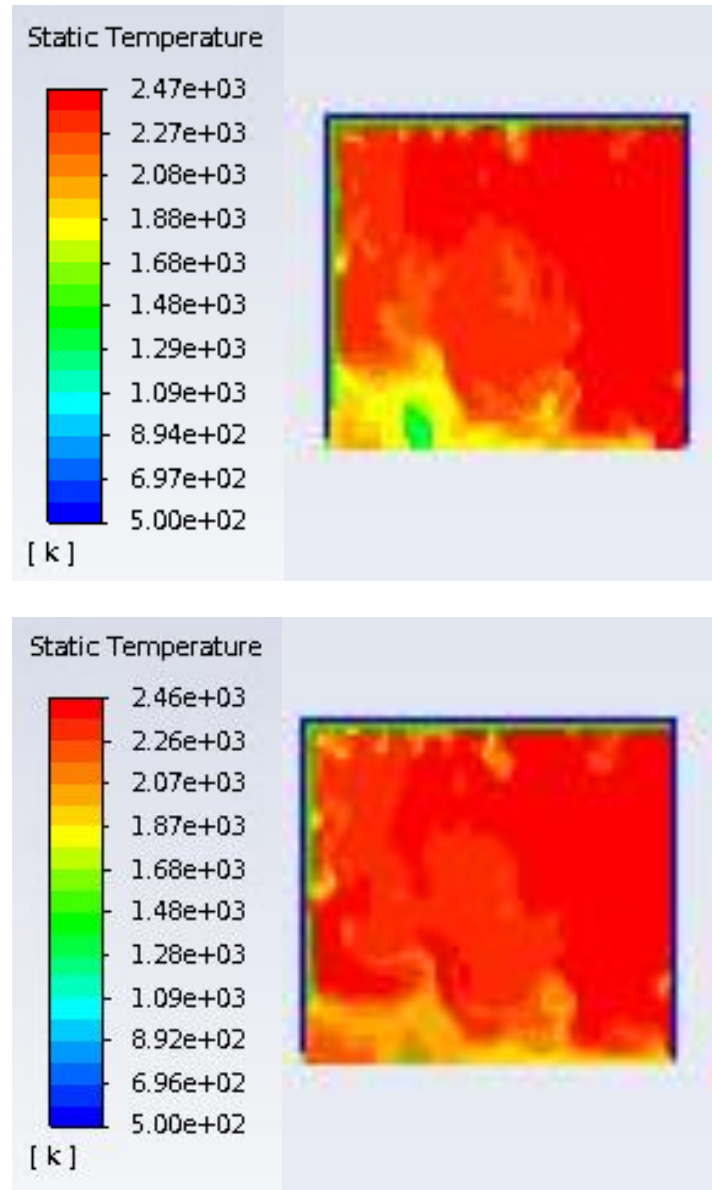 Static Temperature
2.47e+03
2.27e+03
2.08e+03
1.88e+03
1.68e+03
1.48e+03
1.29e+03
1.09e+03
8.94e+02
6.97e+02
5.00e+02
[ k ]
Static Temperature
2.46e+03
2.26e+03
2.07e+03
1.87e+03
1.68e+03
1.48e+03
1.28e+03
1.09e+03
8.92e+02
6.96e+02
5.00e+02
[ k ]